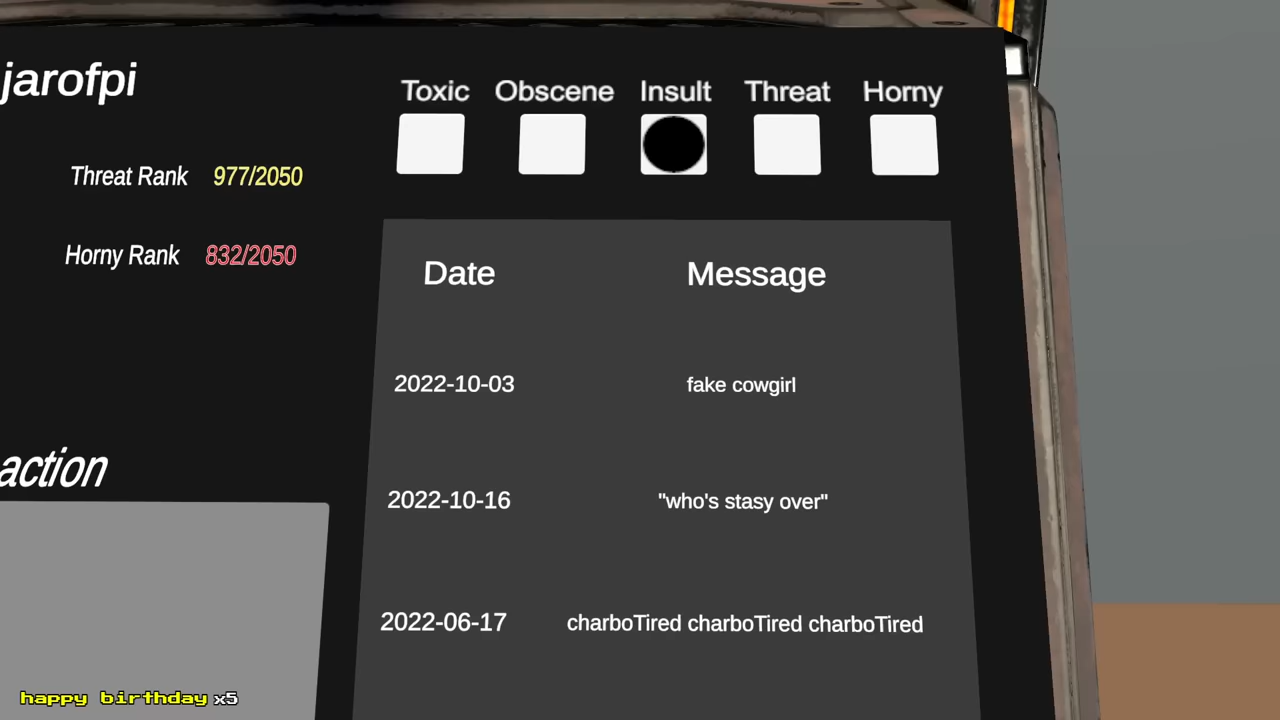 jarofpi
Toxic Obscene Insult Threat Horny
Threat Rank 977/2050
Horny Rank 832/2050
Date Message
2022-10-03 fake cowgirl
action
2022-10-16 "who's stasy over"
2022-06-17 charboTired charboTired charboTired
happy birthday x5